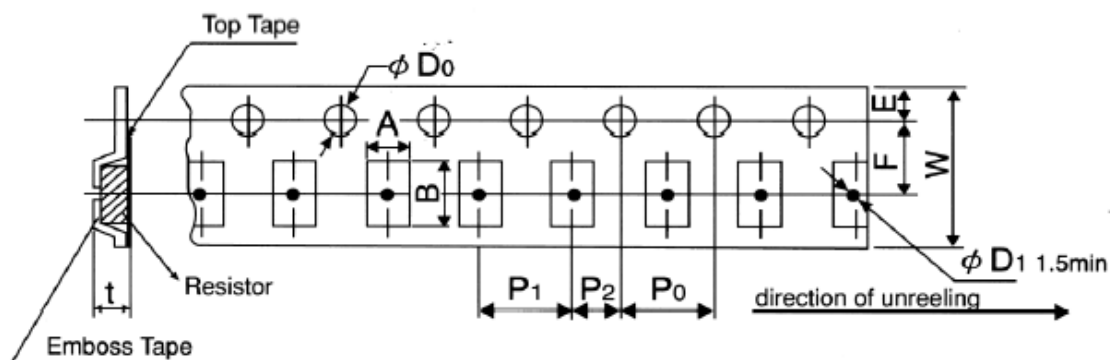 Top Tape
φ D0
A
B
E
F
W
φ D1 1.5min
t
Resistor
P1
P2
P0
direction of unreeling
Emboss Tape